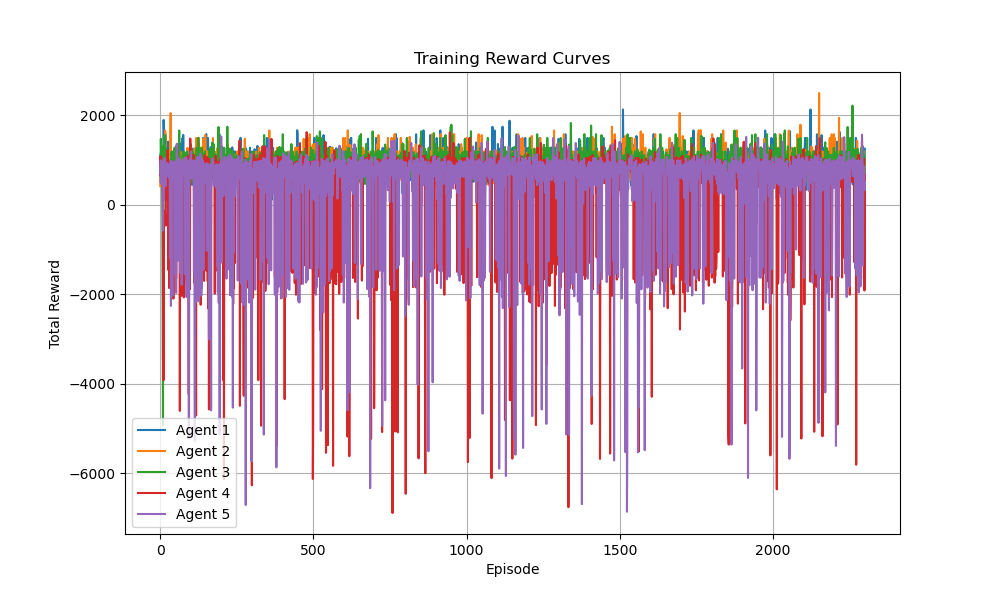 Training Reward Curves
Total Reward
2000
0
−2000
−4000
−6000
Agent 1
Agent 2
Agent 3
Agent 4
Agent 5
0 500 1000 1500 2000
Episode